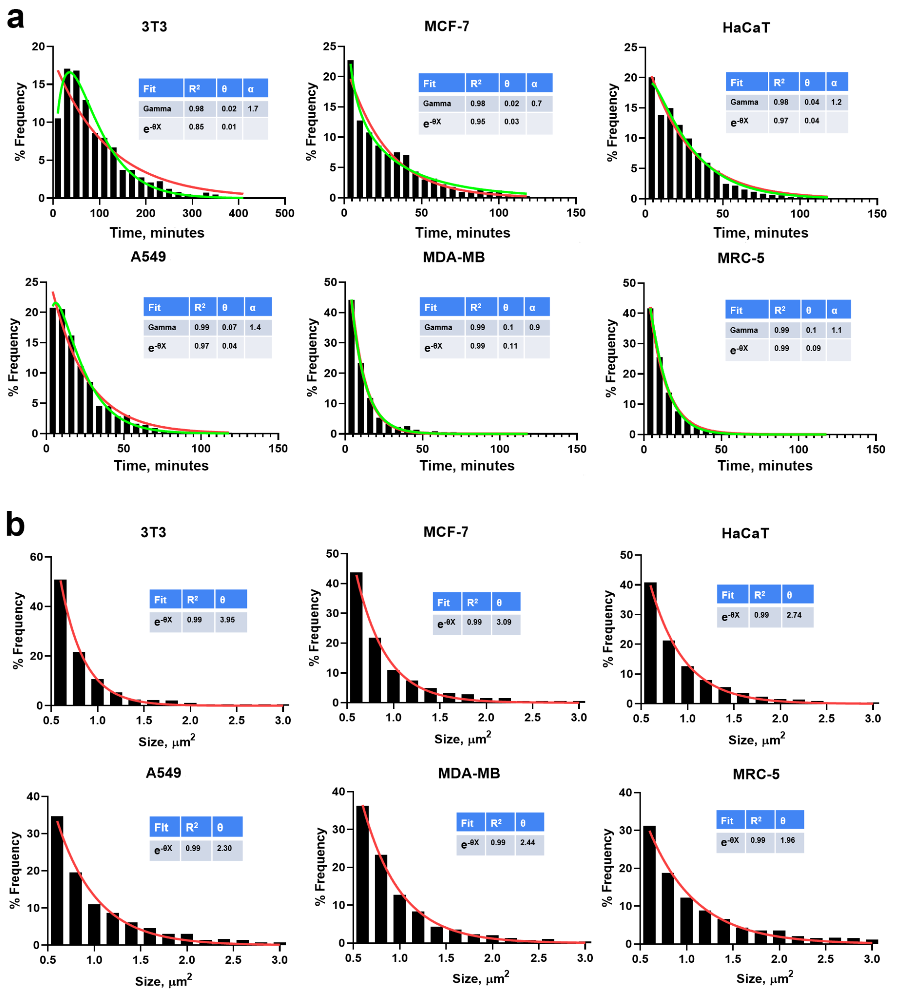 a
3T3
MCF-7
HaCaT
% Frequency
20
15
10
5
0
Fit R² θ α
Gamma 0.98 0.02 1.7
e-θX 0.85 0.01
0 100 200 300 400 500
Time, minutes
% Frequency
25
20
15
10
5
0
Fit R² θ α
Gamma 0.98 0.02 0.7
e-θX 0.95 0.03
0 50 100 150
Time, minutes
% Frequency
25
20
15
10
5
0
Fit R² θ α
Gamma 0.98 0.04 1.2
e-θX 0.97 0.04
0 50 100 150
Time, minutes
A549
MDA-MB
MRC-5
% Frequency
25
20
15
10
5
0
Fit R² θ α
Gamma 0.99 0.07 1.4
e-θX 0.97 0.04
0 50 100 150
Time, minutes
% Frequency
50
40
30
20
10
0
Fit R² θ α
Gamma 0.99 0.1 0.9
e-θX 0.99 0.11
0 50 100 150
Time, minutes
% Frequency
50
40
30
20
10
0
Fit R² θ α
Gamma 0.99 0.1 1.1
e-θX 0.99 0.09
0 50 100 150
Time, minutes
b
3T3
MCF-7
HaCaT
% Frequency
60
40
20
0
Fit R² θ
e-θX 0.99 3.95
0.5 1.0 1.5 2.0 2.5 3.0
Size, μm²
% Frequency
50
40
30
20
10
0
Fit R² θ
e-θX 0.99 3.09
0.5 1.0 1.5 2.0 2.5 3.0
Size, μm²
% Frequency
50
40
30
20
10
0
Fit R² θ
e-θX 0.99 2.74
0.5 1.0 1.5 2.0 2.5 3.0
Size, μm²
A549
MDA-MB
MRC-5
% Frequency
40
30
20
10
0
Fit R² θ
e-θX 0.99 2.30
0.5 1.0 1.5 2.0 2.5 3.0
Size, μm²
% Frequency
40
30
20
10
0
Fit R² θ
e-θX 0.99 2.44
0.5 1.0 1.5 2.0 2.5 3.0
Size, μm²
% Frequency
40
30
20
10
0
Fit R² θ
e-θX 0.99 1.96
0.5 1.0 1.5 2.0 2.5 3.0
Size, μm²